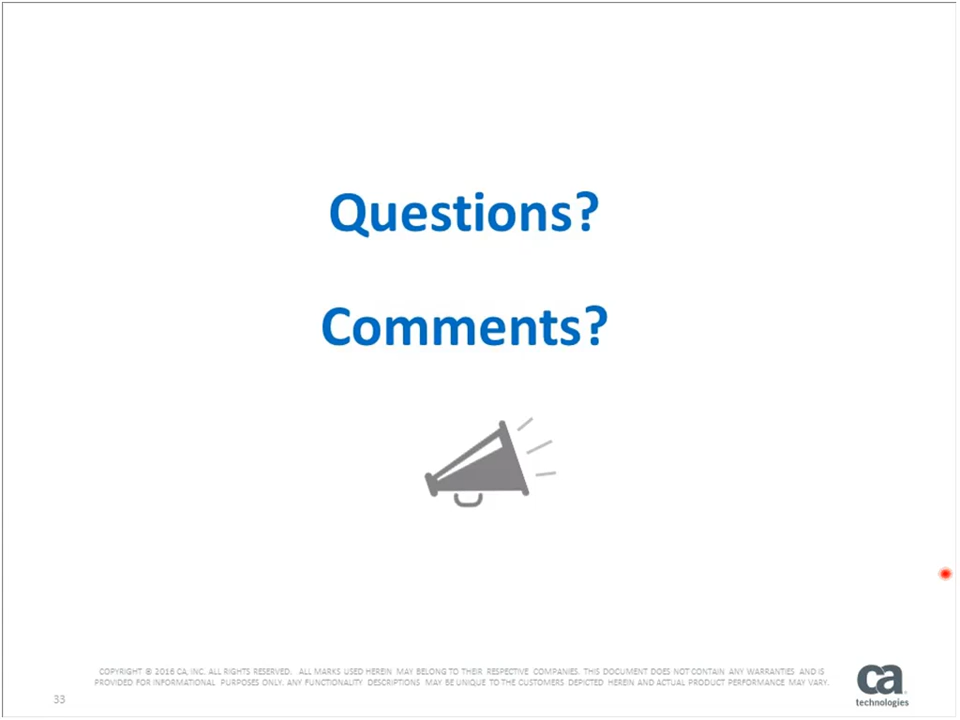 Questions?
Comments?
COPYRIGHT © 2016 CA, INC. ALL RIGHTS RESERVED. ALL MARKS USED HEREIN MAY BELONG TO THEIR RESPECTIVE COMPANIES. THIS DOCUMENT DOES NOT CONTAIN ANY WARRANTIES AND IS
PROVIDED FOR INFORMATIONAL PURPOSES ONLY. ANY FUNCTIONALITY DESCRIPTIONS MAY BE UNIQUE TO THE CUSTOMERS DEPICTED HEREIN AND ACTUAL PRODUCT PERFORMANCE MAY VARY.
33
ca
technologies